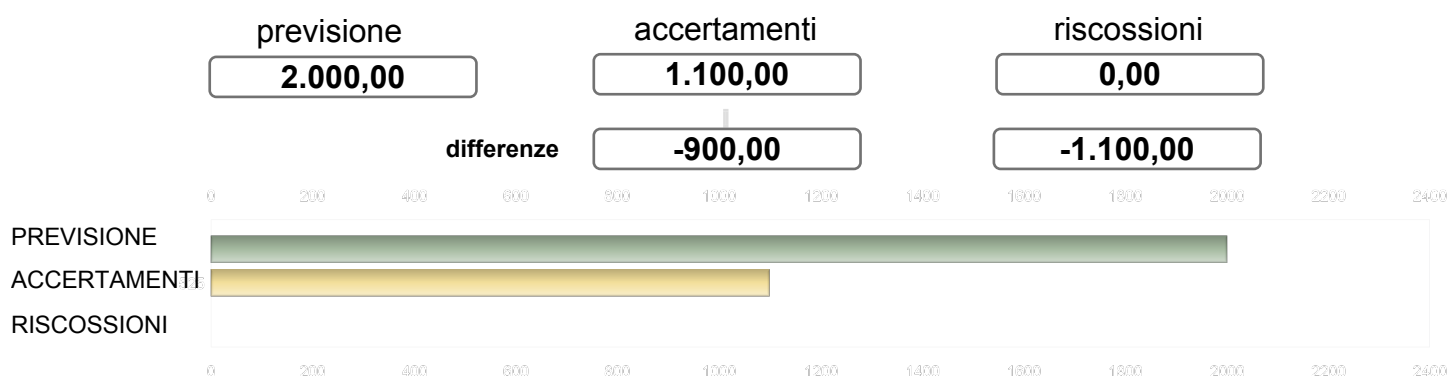 previsione accertamenti riscossioni
2.000,00 1.100,00 0,00
differenze -900,00 -1.100,00
0 200 400 600 800 1000 1200 1400 1600 1800 2000 2200 2400
PREVISIONE
ACCERTAMENTI
RISCOSSIONI
0 200 400 600 800 1000 1200 1400 1600 1800 2000 2200 2400